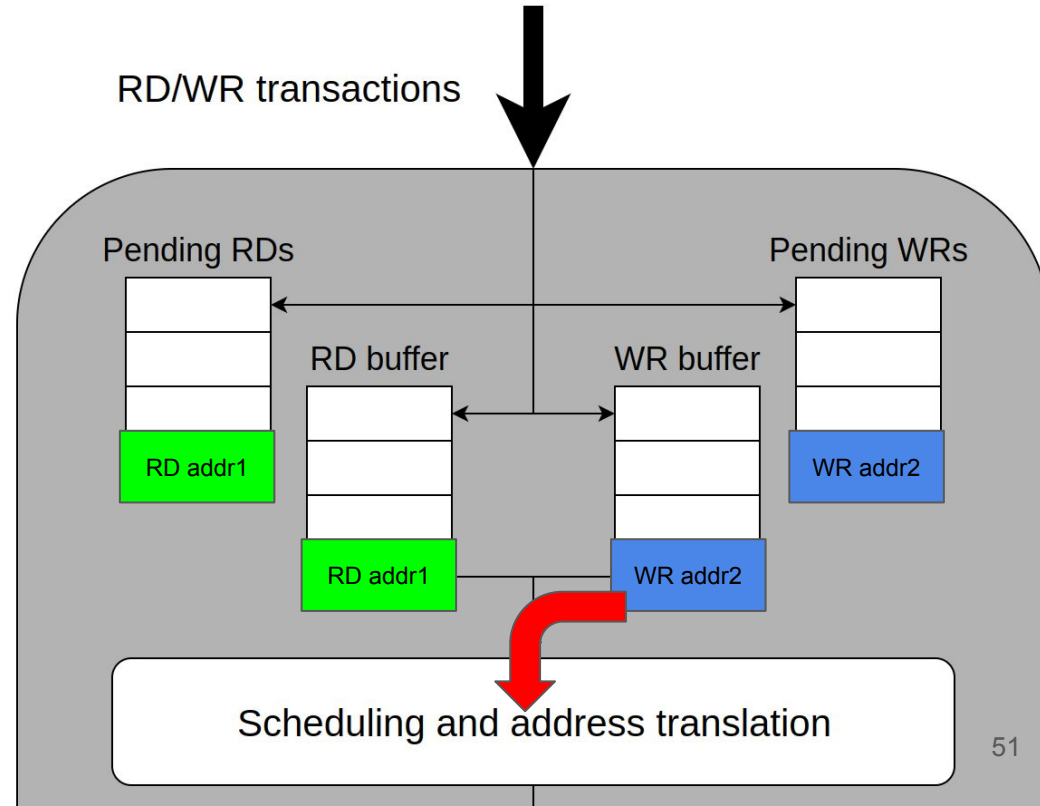 RD/WR transactions
Pending RDs
Pending WRs
RD buffer
WR buffer
RD addr1
WR addr2
RD addr1
WR addr2
Scheduling and address translation
51